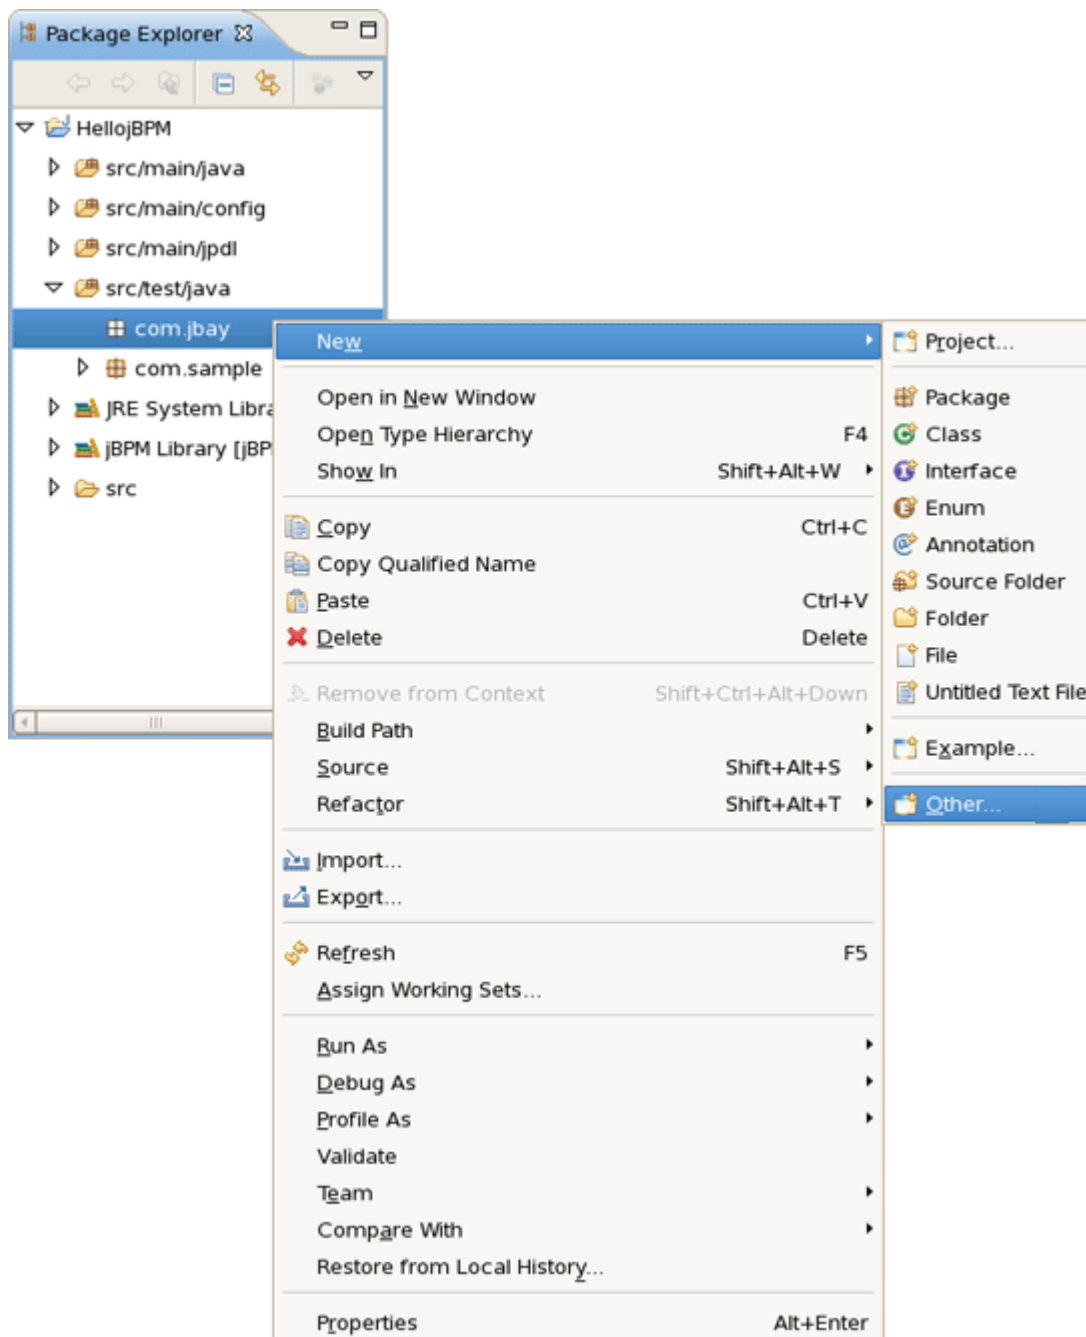 Package Explorer
HellojBPM
src/main/java
src/main/config
src/main/jpdl
src/test/java
com.jbay
com.sample
JRE System Libra
jBPM Library [jBP
src
New
Open in New Window
Open Type Hierarchy F4
Show In Shift+Alt+W
Copy Ctrl+C
Copy Qualified Name
Paste Ctrl+V
Delete Delete
Remove from Context Shift+Ctrl+Alt+Down
Build Path
Source Shift+Alt+S
Refactor Shift+Alt+T
Import...
Export...
Refresh F5
Assign Working Sets...
Run As
Debug As
Profile As
Validate
Team
Compare With
Restore from Local History...
Properties Alt+Enter
Project...
Package
Class
Interface
Enum
Annotation
Source Folder
Folder
File
Untitled Text File
Example...
Other...